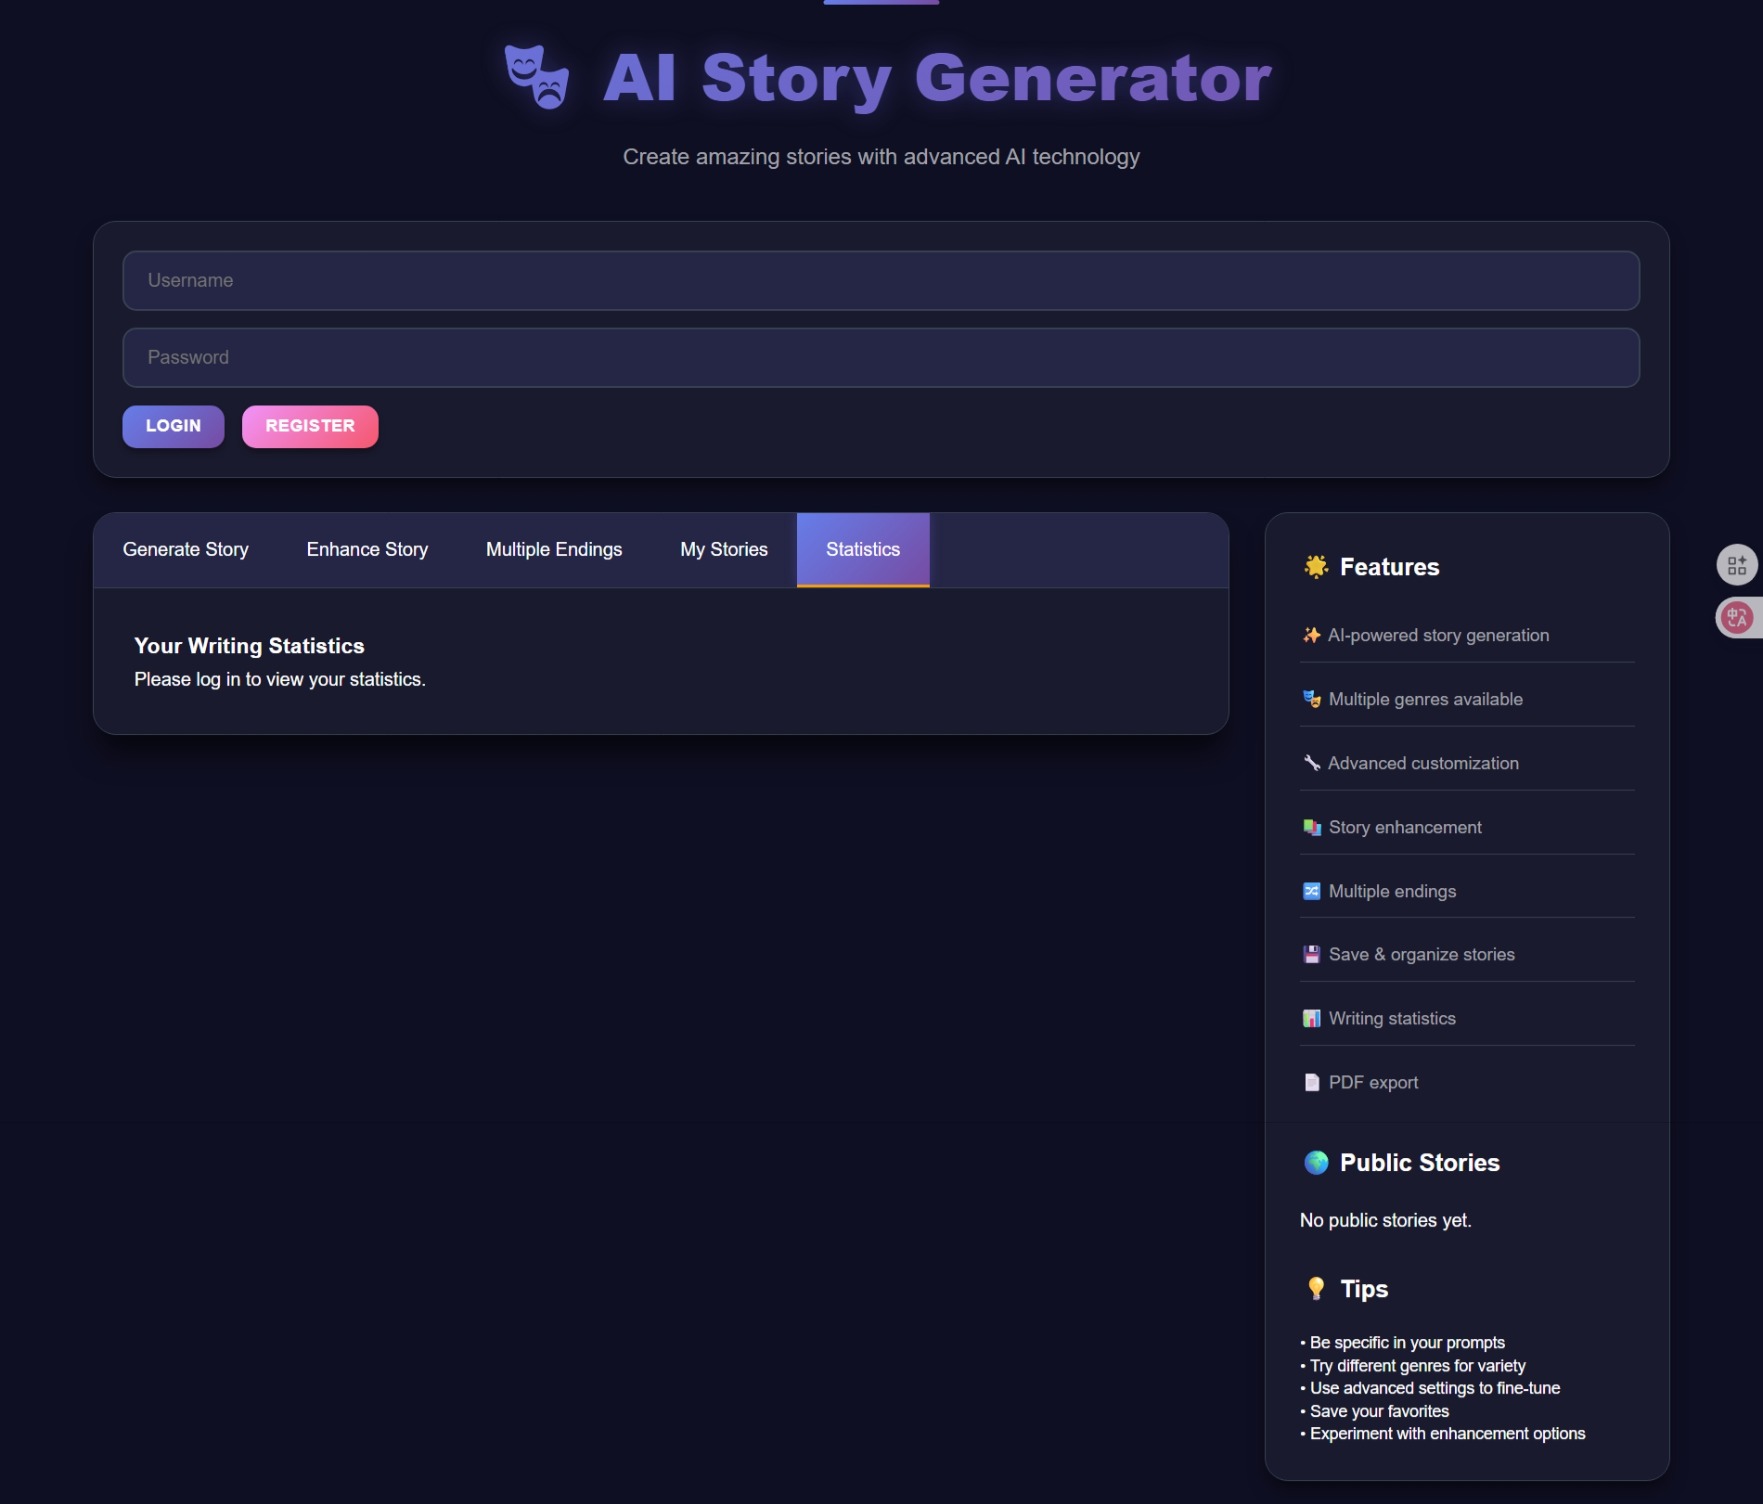 AI Story Generator
Create amazing stories with advanced AI technology
Username
Password
LOGIN
REGISTER
Generate Story
Enhance Story
Multiple Endings
My Stories
Statistics
Your Writing Statistics
Please log in to view your statistics.
Features
AI-powered story generation
Multiple genres available
Advanced customization
Story enhancement
Multiple endings
Save & organize stories
Writing statistics
PDF export
Public Stories
No public stories yet.
Tips
• Be specific in your prompts
• Try different genres for variety
• Use advanced settings to fine-tune
• Save your favorites
• Experiment with enhancement options
中A